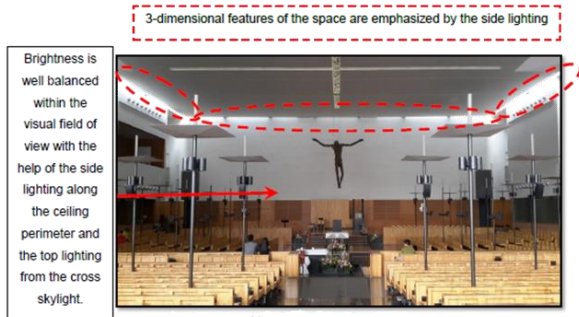 3-dimensional features of the space are emphasized by the side lighting
Brightness is
well balanced
within the
visual field of
view with the
help of the side
lighting along
the ceiling
perimeter and
the top lighting
from the cross
skylight.